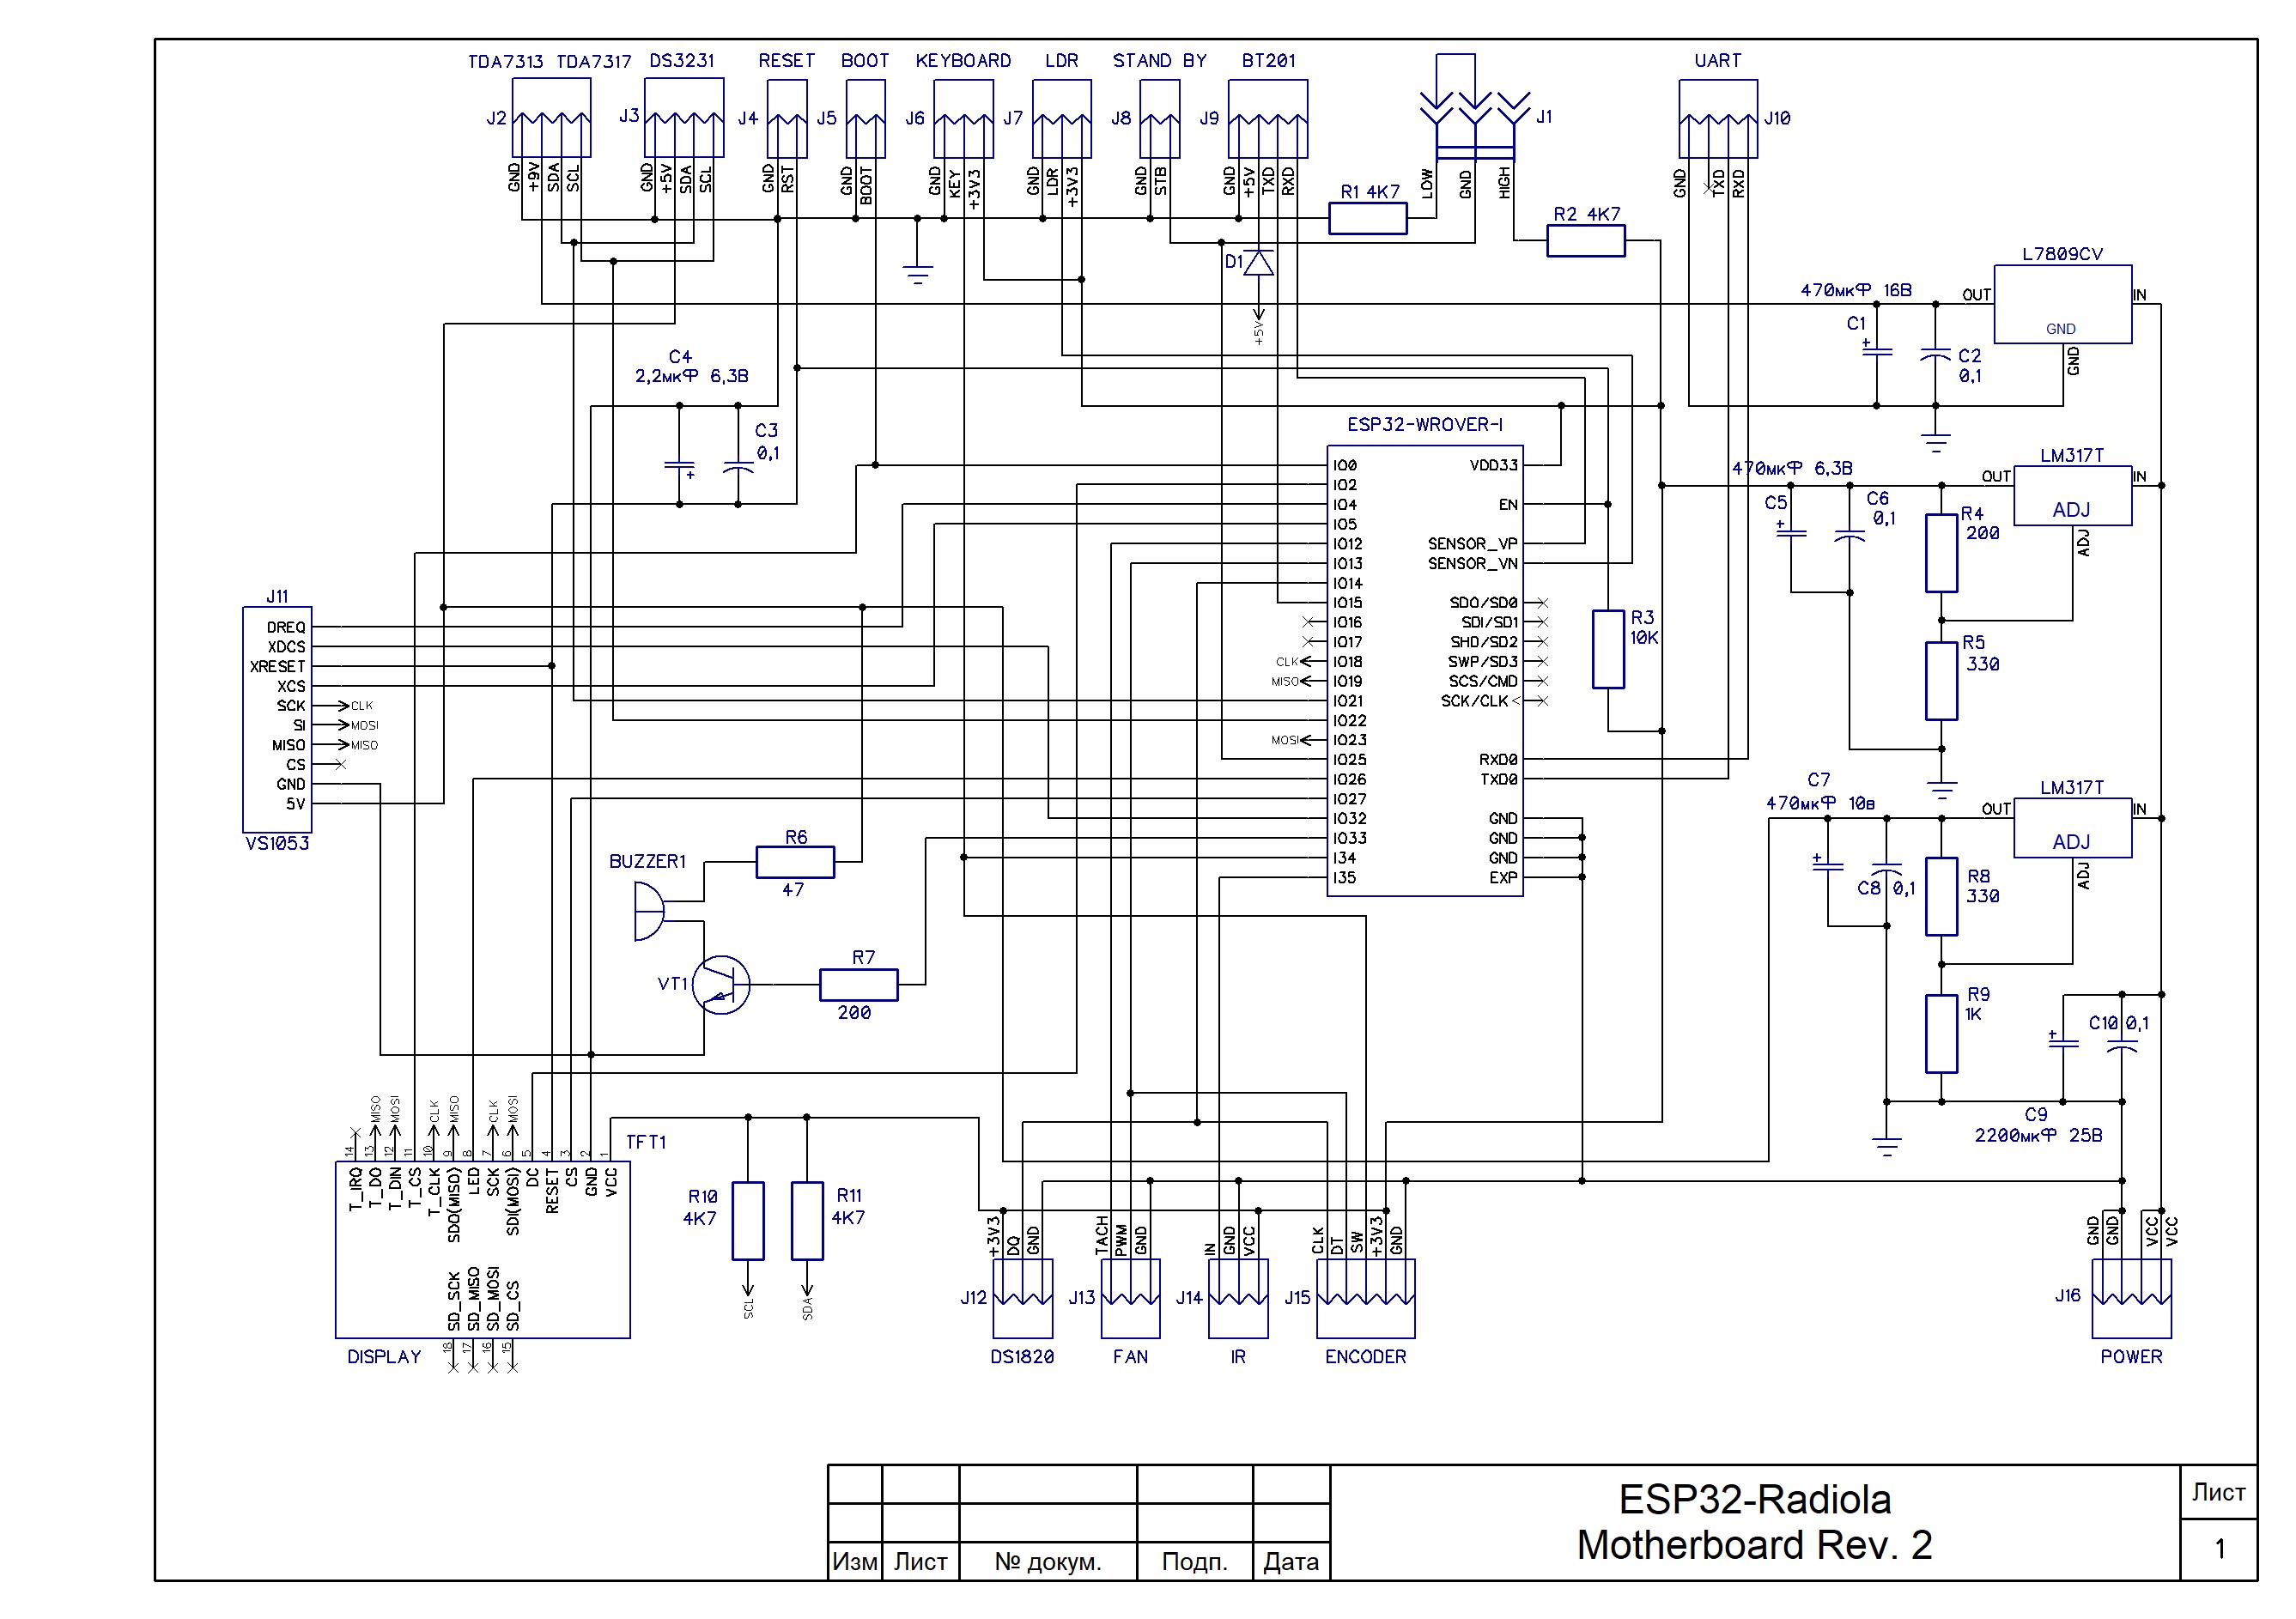 TDA7313 TDA7317 DS3231 RESET BOOT KEYBOARD LDR STAND BY BT201 UART
J2 J3 J4 J5 J6 J7 J8 J9 J1 J10
GND +9V SDA SCL
GND +5V SDA SCL
GND RST
GND BOOT
GND KEY +3V3
GND LDR +3V3
GND STB
GND +5V TXD RXD
LOW GND HIGH
GND TXD RXD
R1 4K7
R2 4K7
D1
+5V
L7809CV
470мкФ 16В
OUT IN
GND
GND
C1
C2
0,1
C4
2,2мкФ 6,3В
C3
0,1
ESP32-WROVER-I
IO0
IO2
IO4
IO5
IO12
IO13
IO14
IO15
IO16
IO17
CLK IO18
MISO IO19
IO21
IO22
MOSI IO23
IO25
IO26
IO27
IO32
IO33
I34
I35
VDD33
EN
SENSOR_VP
SENSOR_VN
SDO/SD0
SDI/SD1
SHD/SD2
SWP/SD3
SCS/CMD
SCK/CLK
RXD0
TXD0
GND
GND
GND
EXP
R3
10K
LM317T
470мкФ 6,3В
OUT IN
ADJ
ADJ
C5
C6
0,1
R4
200
R5
330
LM317T
C7
470мкФ 10в
OUT IN
ADJ
ADJ
C8 0,1
R8
330
R9
1K
C10 0,1
C9
2200мкФ 25В
J11
DREQ
XDCS
XRESET
XCS
SCK CLK
SI MOSI
MISO MISO
CS
GND
5V
VS1053
R6
47
BUZZER1
VT1
R7
200
MISO MOSI CLK MISO CLK MOSI
TFT1
14 13 12 11 10 9 8 7 6 5 4 3 2 1
T_IRQ T_DO T_DIN T_CS T_CLK SDO(MISO) LED SCK SDI(MOSI) DC RESET CS GND VCC
SD_SCK SD_MISO SD_MOSI SD_CS
18 17 16 15
DISPLAY
R10
4K7
SCL
R11
4K7
SDA
+3V3 DQ GND
J12
DS1820
TACH PWM GND
J13
FAN
IN GND VCC
J14
IR
CLK DT SW +3V3 GND
J15
ENCODER
GND GND VCC VCC
J16
POWER
ESP32-Radiola
Motherboard Rev. 2
Лист
1
Изм Лист № докум. Подп. Дата